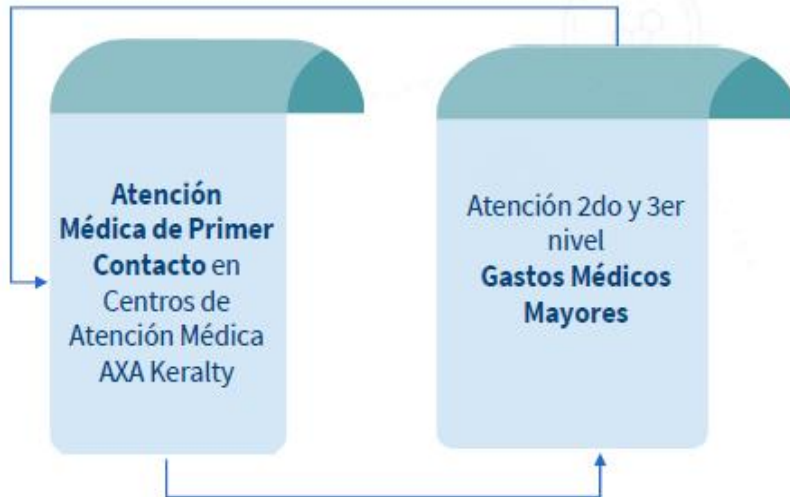 Atención
Médica de Primer
Contacto en
Centros de
Atención Médica
AXA Keralty
Atención 2do y 3er
nivel
Gastos Médicos
Mayores